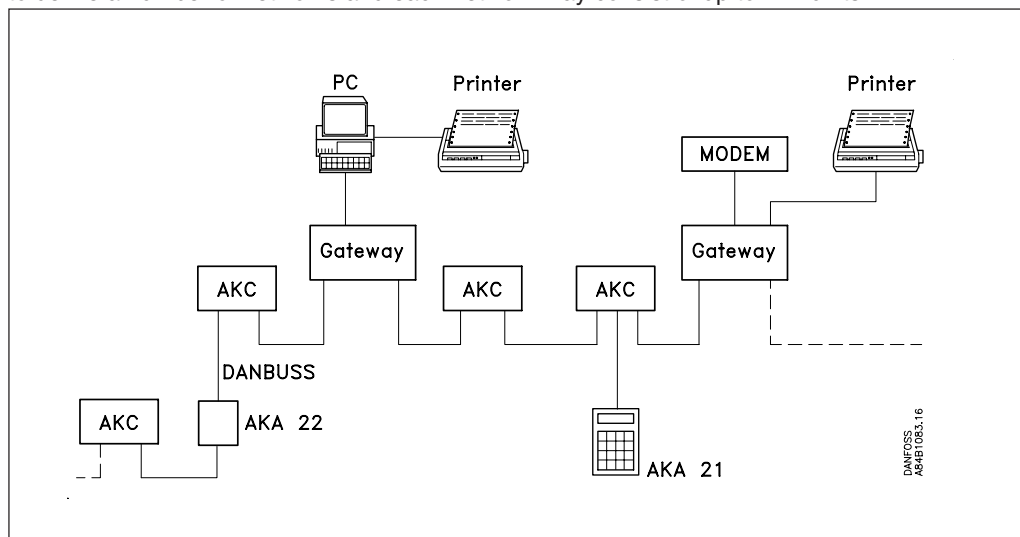 PC
Printer
Printer
MODEM
Gateway
Gateway
AKC
AKC
AKC
DANBUSS
AKC
AKA 22
AKA 21
DANFOSS
A84B1083.16